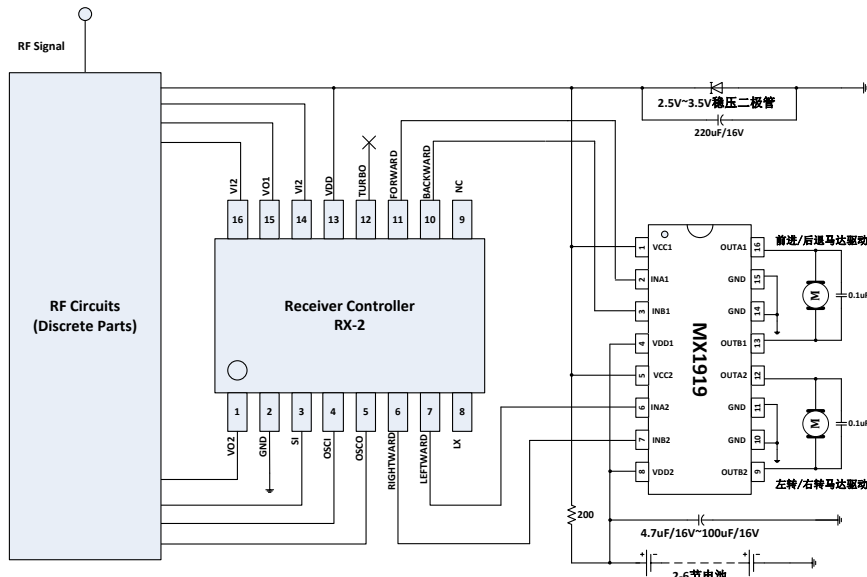 RF Signal
2.5V~3.5V稳压二极管
220uF/16V
VI2
VO1
VI2
VDD
TURBO
FORWARD
BACKWARD
NC
16
15
14
13
12
11
10
9
RF Circuits
(Discrete Parts)
Receiver Controller
RX-2
1
2
3
4
5
6
7
8
VO2
GND
SI
OSCI
OSCO
RIGHTWARD
LEFTWARD
LX
MX1919
1
VCC1
2
INA1
3
INB1
4
VDD1
5
VCC2
6
INA2
7
INB2
8
VDD2
OUTA1
16
GND
15
GND
14
OUTB1
13
OUTA2
12
GND
11
GND
10
OUTB2
9
前进/后退马达驱动
M
0.1uF
M
0.1uF
左转/右转马达驱动
200
4.7uF/16V~100uF/16V
+
-
+
-
2-6节电池